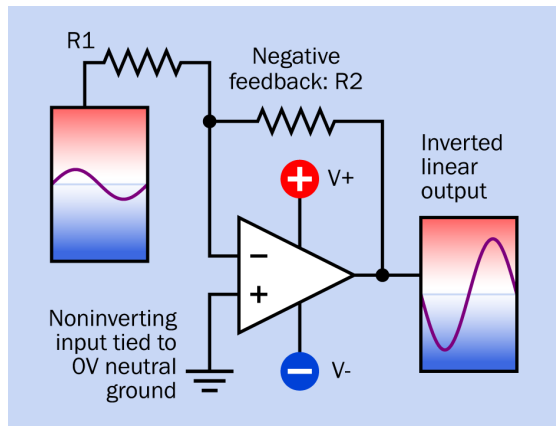 R1
Negative
feedback: R2
Inverted
linear
output
+ V+
−
+
Noninverting
input tied to
0V neutral
ground
− V-